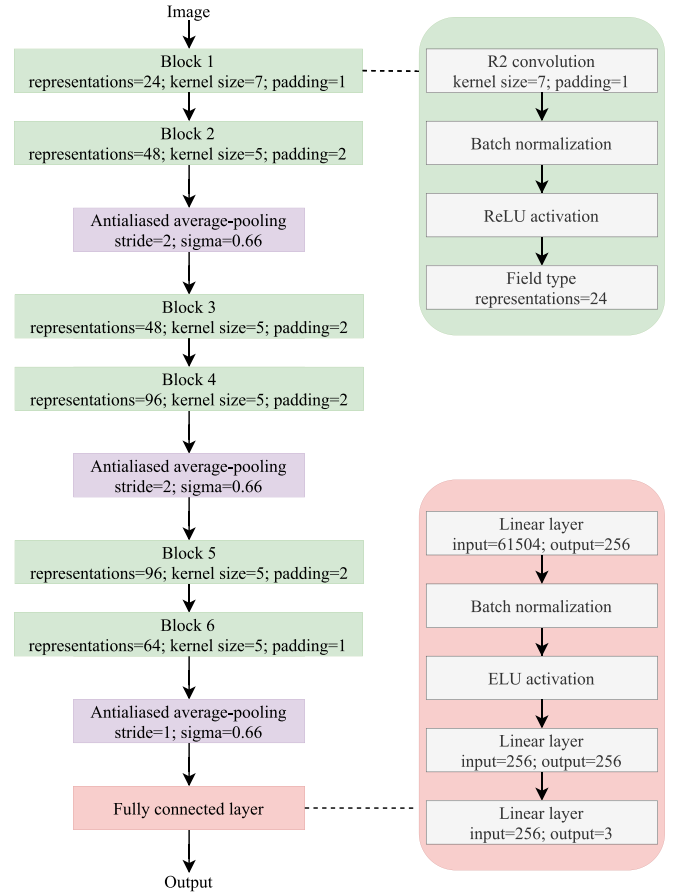 Image
Block 1
representations=24; kernel size=7; padding=1
Block 2
representations=48; kernel size=5; padding=2
Antialiased average-pooling
stride=2; sigma=0.66
Block 3
representations=48; kernel size=5; padding=2
Block 4
representations=96; kernel size=5; padding=2
Antialiased average-pooling
stride=2; sigma=0.66
Block 5
representations=96; kernel size=5; padding=2
Block 6
representations=64; kernel size=5; padding=1
Antialiased average-pooling
stride=1; sigma=0.66
Fully connected layer
Output
R2 convolution
kernel size=7; padding=1
Batch normalization
ReLU activation
Field type
representations=24
Linear layer
input=61504; output=256
Batch normalization
ELU activation
Linear layer
input=256; output=256
Linear layer
input=256; output=3